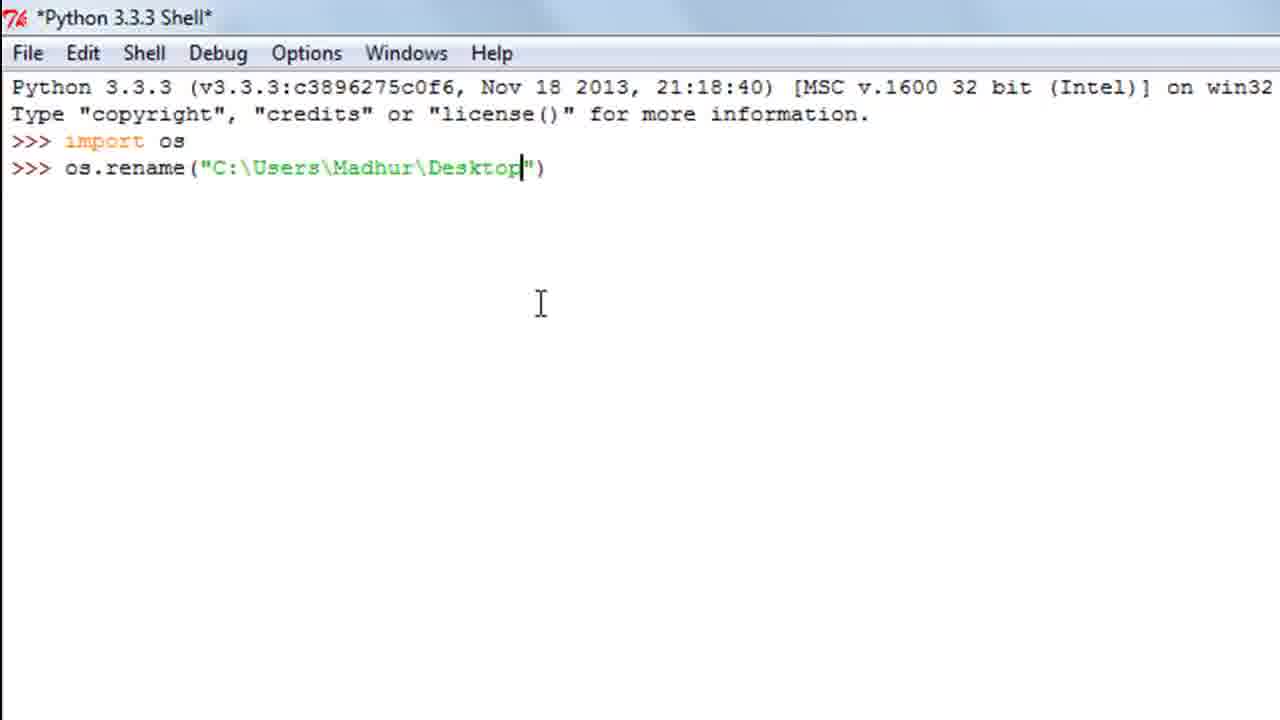 *Python 3.3.3 Shell*
File Edit Shell Debug Options Windows Help
Python 3.3.3 (v3.3.3:c3896275c0f6, Nov 18 2013, 21:18:40) [MSC v.1600 32 bit (Intel)] on win32
Type "copyright", "credits" or "license()" for more information.
>>> import os
>>> os.rename("C:\Users\Madhur\Desktop")